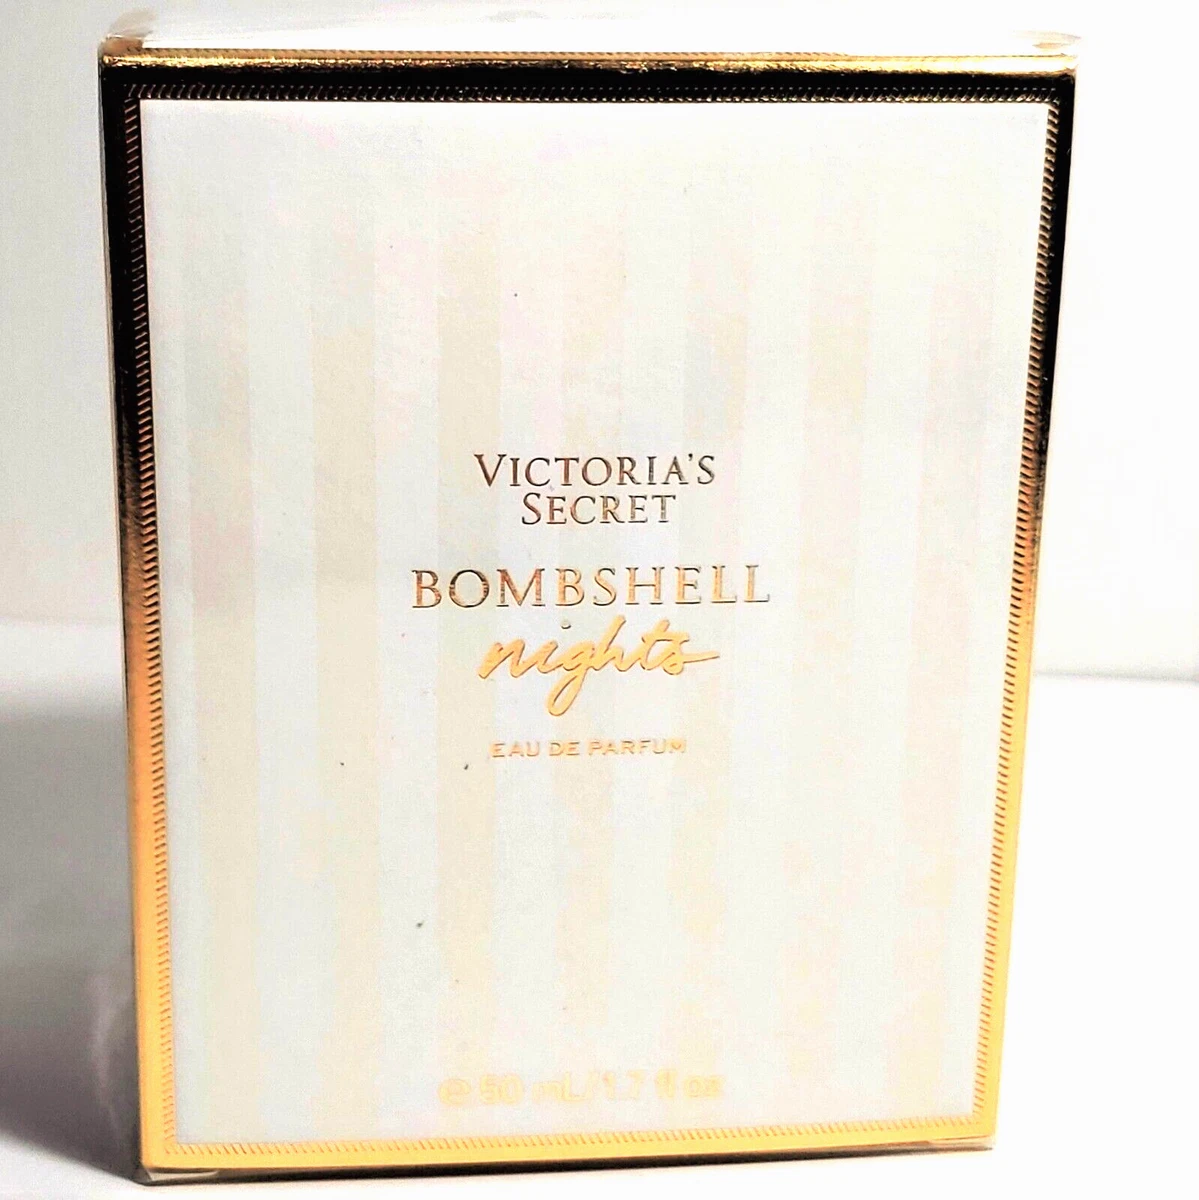 VICTORIA'S
SECRET
BOMBSHELL
nights
EAU DE PARFUM
℮ 50 mL/1.7 fl oz